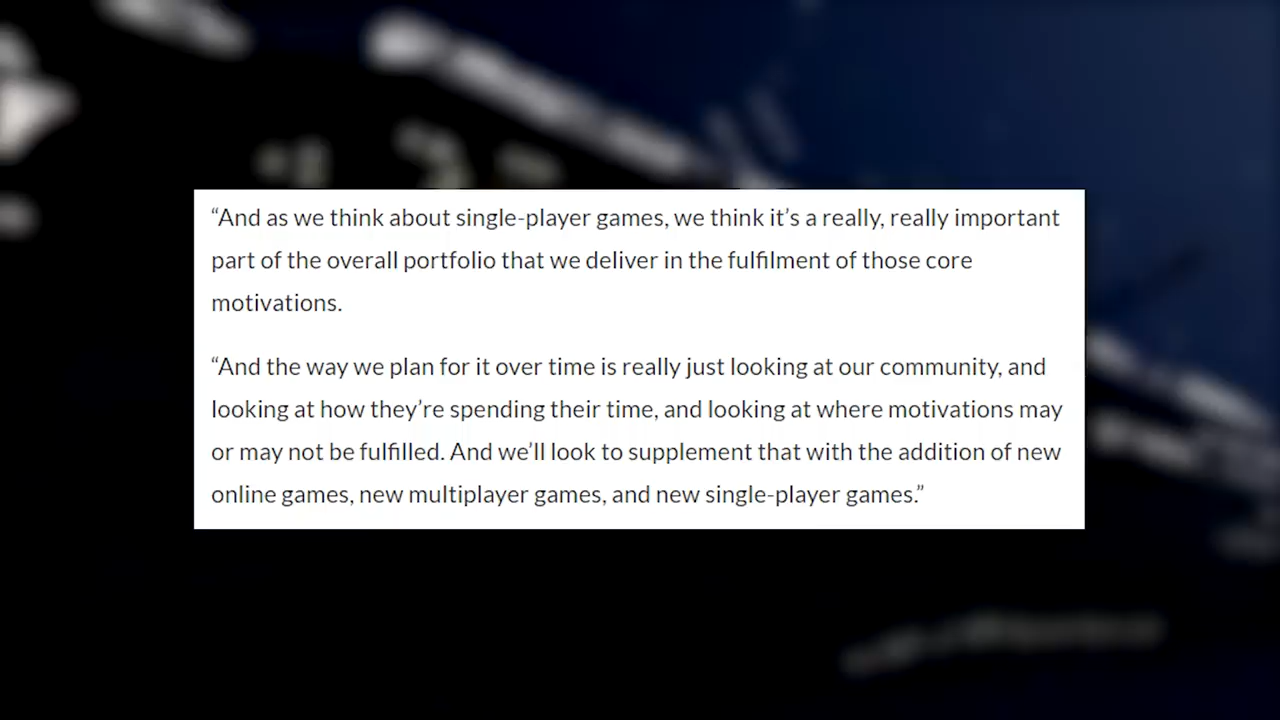 “And as we think about single-player games, we think it’s a really, really important
part of the overall portfolio that we deliver in the fulfilment of those core
motivations.
“And the way we plan for it over time is really just looking at our community, and
looking at how they’re spending their time, and looking at where motivations may
or may not be fulfilled. And we’ll look to supplement that with the addition of new
online games, new multiplayer games, and new single-player games.”